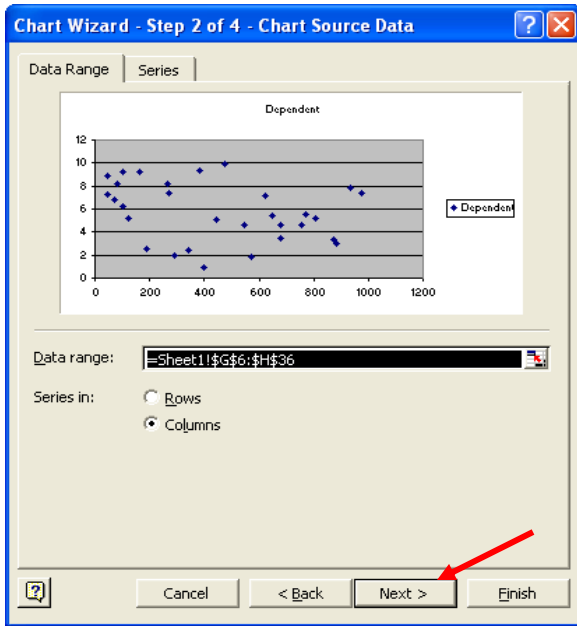 Chart Wizard - Step 2 of 4 - Chart Source Data
Data Range
Series
Dependent
12
10
8
6
4
2
0
0 200 400 600 800 1000 1200
Dependent
Data range: =Sheet1!$G$6:$H$36
Series in: Rows
Columns
Cancel < Back Next > Finish